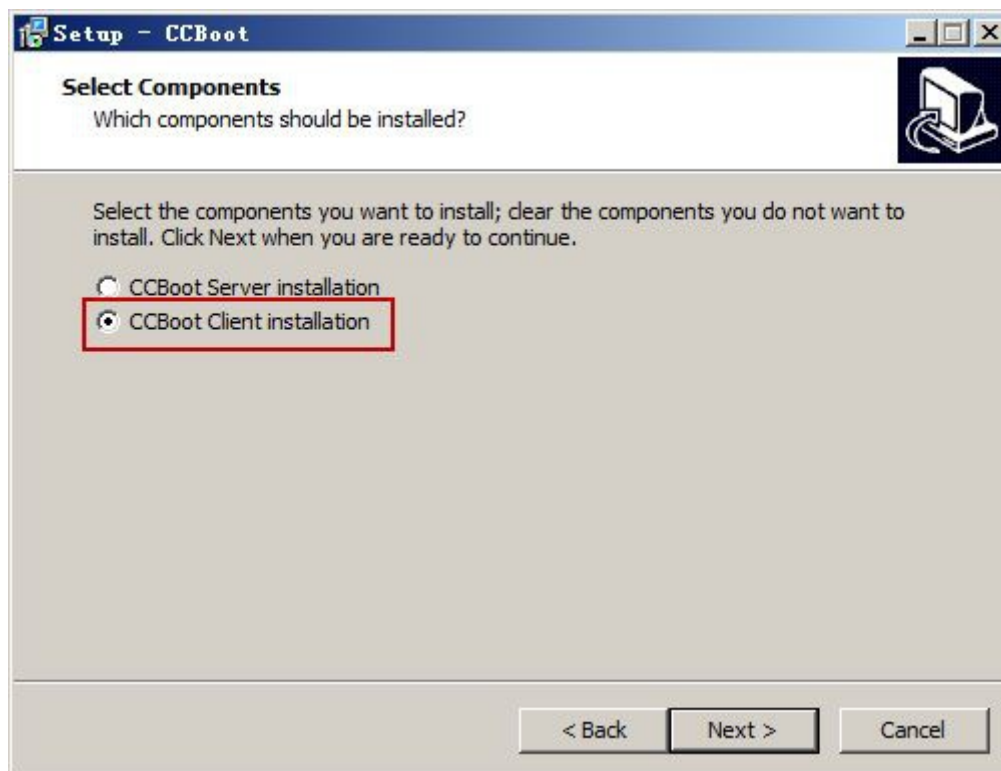 Setup - CCBoot
Select Components
Which components should be installed?
Select the components you want to install; clear the components you do not want to
install. Click Next when you are ready to continue.
CCBoot Server installation
CCBoot Client installation
< Back
Next >
Cancel